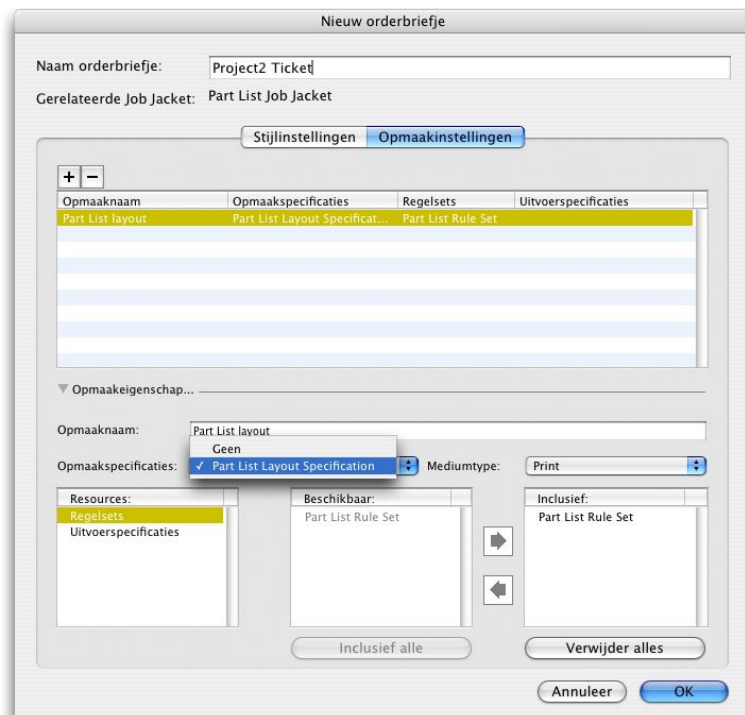 Nieuw orderbriefje
Naam orderbriefje: Project2 Ticket
Gerelateerde Job Jacket: Part List Job Jacket
Stijlinstellingen Opmaakinstellingen
+ −
Opmaaknaam Opmaakspecificaties Regelsets Uitvoerspecificaties
Part List layout Part List Layout Specificat... Part List Rule Set
Opmaakeigenschap...
Opmaaknaam: Part List layout
Geen
Opmaakspecificaties: ✓ Part List Layout Specification Mediumtype: Print
Resources: Beschikbaar: Inclusief:
Regelsets Part List Rule Set Part List Rule Set
Uitvoerspecificaties
Inclusief alle Verwijder alles
Annuleer OK